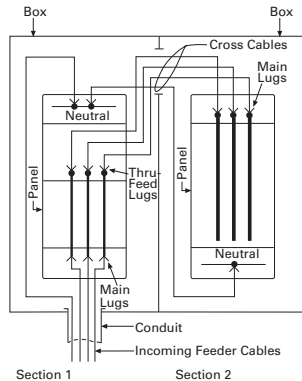 Box
Box
Cross Cables
Main
Lugs
Neutral
Thru-
Feed
Lugs
Panel
Panel
Neutral
Main
Lugs
Conduit
Incoming Feeder Cables
Section 1
Section 2